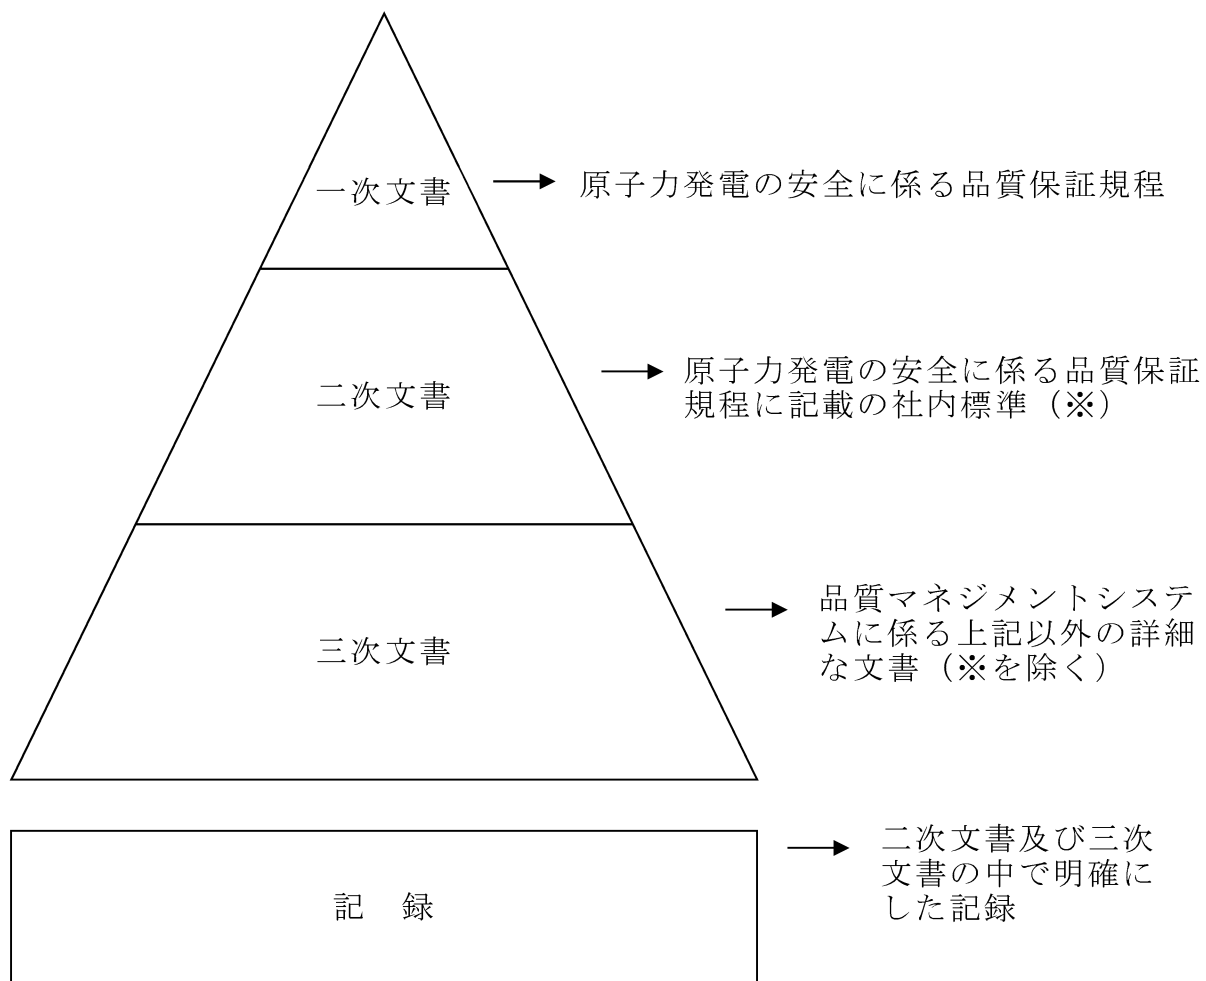 一次文書
原子力発電の安全に係る品質保証規程
二次文書
原子力発電の安全に係る品質保証
規程に記載の社内標準（※）
三次文書
品質マネジメントシステ
ムに係る上記以外の詳細
な文書（※を除く）
記　録
二次文書及び三次
文書の中で明確に
した記録